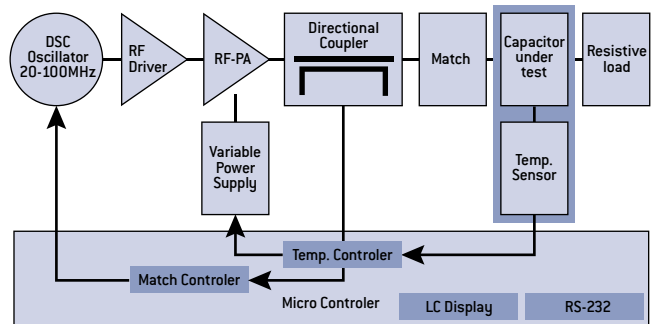 DSC
Oscillator
20-100MHz
RF
Driver
RF-PA
Directional
Coupler
Match
Capacitor
under
test
Resistive
load
Variable
Power
Supply
Temp.
Sensor
Temp. Controler
Match Controler
Micro Controler
LC Display
RS-232